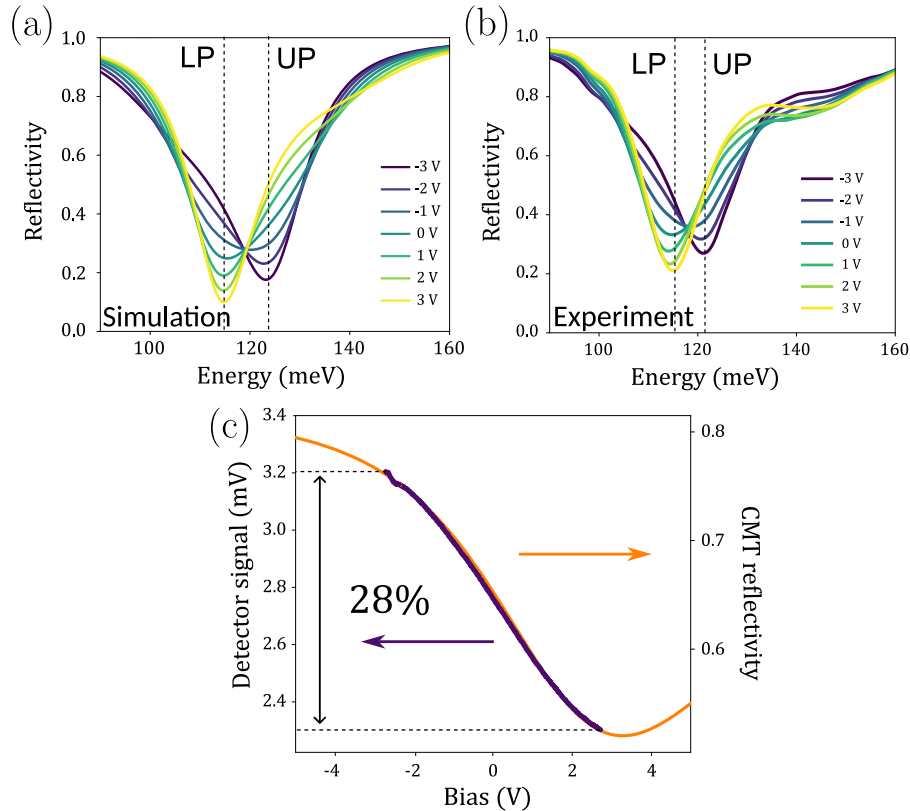 (a)
LP
UP
1.0
0.8
0.6
0.4
0.2
0.0
Reflectivity
-3 V
-2 V
-1 V
0 V
1 V
2 V
3 V
Simulation
100
120
140
160
Energy (meV)
(b)
LP
UP
1.0
0.8
0.6
0.4
0.2
0.0
Reflectivity
-3 V
-2 V
-1 V
0 V
1 V
2 V
3 V
Experiment
100
120
140
160
Energy (meV)
(c)
3.4
3.2
3.0
2.8
2.6
2.4
Detector signal (mV)
28%
0.8
0.7
0.6
CMT reflectivity
-4
-2
0
2
4
Bias (V)